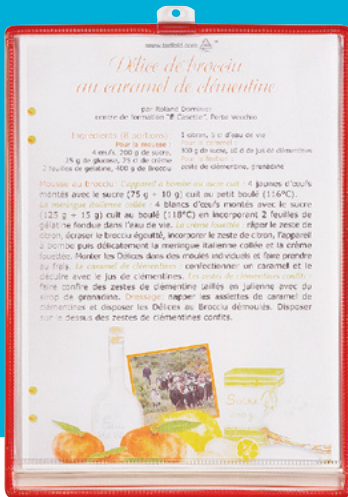 Délice de brocciu
au caramel de clémentine
par Roland Dominici
centre de formation "U Casette", Porto Vecchio
Ingrédients (8 portions)
Pour la mousse :
4 œufs, 200 g de sucre,
25 g de glucose, 25 cl de crème
2 feuilles de gélatine, 400 g de Brocciu
1 citron, 5 cl d'eau de vie
Pour le caramel :
100 g de sucre, 10 cl de jus de clémentines
Pour la finition :
zeste de clémentine, grenadine
Mousse au brocciu : l'appareil à bombe au sucre cuit : 4 jaunes d'œufs
montés avec le sucre (75 g + 10 g) cuit au petit boulé (116°C).
La meringue italienne collée : 4 blancs d'œufs montés avec le sucre
(125 g + 15 g) cuit au boulé (118°C) en incorporant 2 feuilles de
gélatine fondue dans l'eau de vie. La crème fouettée : râper le zeste de
citron, écraser le brocciu égoutté, incorporer le zeste de citron, l'appareil
à bombe puis délicatement la meringue italienne collée et la crème
fouettée. Monter les Délices dans des moules individuels et faire prendre
au frais. Le caramel de clémentines : confectionner un caramel et le
décuire avec le jus de clémentines. Les zestes de clémentines confits :
faire confire des zestes de clémentine taillés en julienne avec du
sirop de grenadine. Dressage: napper les assiettes de caramel de
clémentines et disposer les Délices au Brocciu démoulés. Disposer
sur le dessus des zestes de clémentines confits.
Sucre